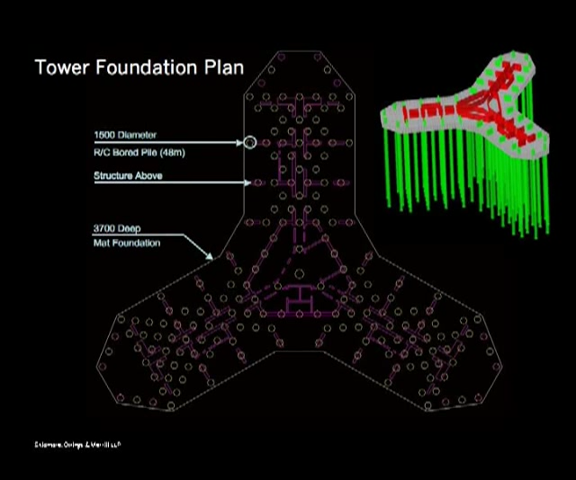 Tower Foundation Plan
1500 Diameter
R/C Bored Pile (48m)
Structure Above
3700 Deep
Mat Foundation
Skidmore, Owings & Merrill LLP